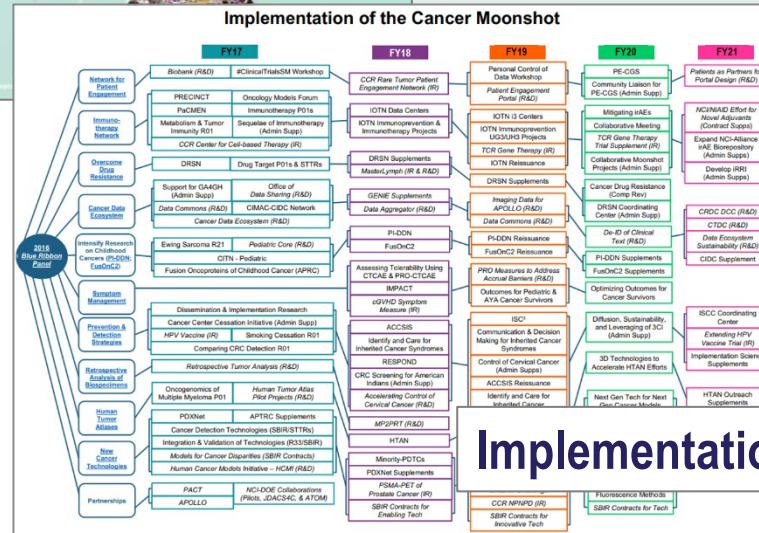 Implementation of the Cancer Moonshot
FY17
FY18
FY19
FY20
FY21
2016
Blue Ribbon
Panel
Network for
Patient
Engagement
Immuno-
therapy
Network
Overcome
Drug
Resistance
Cancer Data
Ecosystem
Intensify Research
on Childhood
Cancers (PI-DDN;
FusOnC2)
Symptom
Management
Prevention &
Detection
Strategies
Retrospective
Analysis of
Biospecimens
Human
Tumor
Atlases
New
Cancer
Technologies
Partnerships
Biobank (R&D)
#ClinicalTrialsSM Workshop
PRECINCT
Oncology Models Forum
PaCMEN
Immunotherapy P01s
Metabolism & Tumor
Immunity R01
Sequelae of Immunotherapy
(Admin Supp)
CCR Center for Cell-based Therapy (IR)
DRSN
Drug Target P01s & STTRs
Support for GA4GH
(Admin Supp)
Office of
Data Sharing (R&D)
Data Commons (R&D)
CIMAC-CIDC Network
Cancer Data Ecosystem (R&D)
Ewing Sarcoma R21
Pediatric Core (R&D)
CITN - Pediatric
Fusion Oncoproteins of Childhood Cancer (APRC)
Dissemination & Implementation Research
Cancer Center Cessation Initiative (Admin Supp)
HPV Vaccine (IR)
Smoking Cessation R01
Comparing CRC Detection R01
Retrospective Tumor Analysis (R&D)
Oncogenomics of
Multiple Myeloma P01
Human Tumor Atlas
Pilot Projects (R&D)
PDXNet
APTRC Supplements
Cancer Detection Technologies (SBIR/STTRs)
Integration & Validation of Technologies (R33/SBIR)
Models for Cancer Disparities (SBIR Contracts)
Human Cancer Models Initiative – HCMI (R&D)
PACT
APOLLO
NCI-DOE Collaborations
(Pilots, JDACS4C, & ATOM)
CCR Rare Tumor Patient
Engagement Network (IR)
IOTN Data Centers
IOTN Immunoprevention &
Immunotherapy Projects
DRSN Supplements
MasterLymph (IR & R&D)
GENIE Supplements
Data Aggregator (R&D)
PI-DDN
FusOnC2
Assessing Tolerability Using
CTCAE & PRO-CTCAE
IMPACT
cGVHD Symptom
Measure (IR)
ACCSIS
Identify and Care for
Inherited Cancer Syndromes
RESPOND
CRC Screening for American
Indians (Admin Supp)
Accelerating Control of
Cervical Cancer (R&D)
MP2PRT (R&D)
HTAN
Minority-PDTCs
PDXNet Supplements
PSMA-PET of
Prostate Cancer (IR)
SBIR Contracts for
Enabling Tech
Personal Control of
Data Workshop
Patient Engagement
Portal (R&D)
IOTN i3 Centers
IOTN Immunoprevention
UG3/UH3 Projects
TCR Gene Therapy (IR)
IOTN Reissuance
DRSN Supplements
Imaging Data for
APOLLO (R&D)
Data Commons (R&D)
PI-DDN Reissuance
FusOnC2 Reissuance
PRO Measures to Address
Accrual Barriers (R&D)
Outcomes for Pediatric &
AYA Cancer Survivors
ISC³
Communication & Decision
Making for Inherited Cancer
Syndromes
Control of Cervical Cancer
(Admin Supps)
ACCSIS Reissuance
Identify and Care for
Inherited Cancer
CCR NPNPD (IR)
SBIR Contracts for
Innovative Tech
PE-CGS
Community Liaison for
PE-CGS (Admin Supp)
Mitigating irAEs
Collaborative Meeting
TCR Gene Therapy
Trial Supplement (IR)
Collaborative Moonshot
Projects (Admin Supp)
Cancer Drug Resistance
(Comp Rev)
DRSN Coordinating
Center (Admin Supp)
De-ID of Clinical
Text (R&D)
PI-DDN Supplements
FusOnC2 Supplements
Optimizing Outcomes for
Cancer Survivors
Diffusion, Sustainability,
and Leveraging of 3CI
(Admin Supp)
3D Technologies to
Accelerate HTAN Efforts
Next Gen Tech for Next
Gen Cancer Models
Fluorescence Methods
SBIR Contracts for Tech
Patients as Partners fo
Portal Design (R&D)
NCI/NIAID Effort for
Novel Adjuvants
(Contract Supps)
Expand NCI-Alliance
irAE Biorepository
(Admin Supps)
Develop IRRI
(Admin Supps)
CRDC DCC (R&D)
CTDC (R&D)
Data Ecosystem
Sustainability (R&D)
CIDC Supplement
ISCC Coordinating
Center
Extending HPV
Vaccine Trial (IR)
Implementation Scienc
Supplements
HTAN Outreach
Supplements
Implementatio